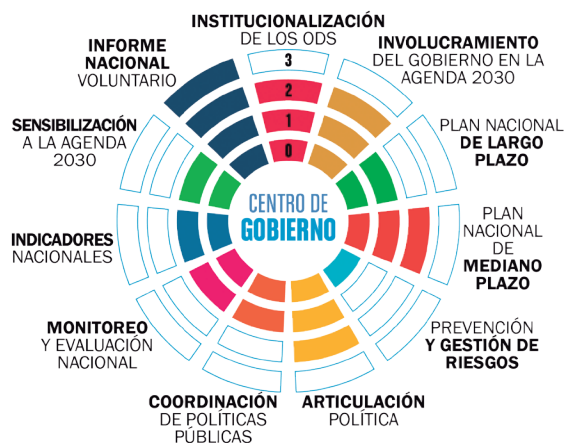 INSTITUCIONALIZACIÓN
DE LOS ODS
3
2
1
0
INVOLUCRAMIENTO
DEL GOBIERNO EN LA
AGENDA 2030
PLAN NACIONAL
DE LARGO
PLAZO
PLAN
NACIONAL
DE
MEDIANO
PLAZO
PREVENCIÓN
Y GESTIÓN DE
RIESGOS
ARTICULACIÓN
POLÍTICA
COORDINACIÓN
DE POLÍTICAS
PÚBLICAS
MONITOREO
Y EVALUACIÓN
NACIONAL
INDICADORES
NACIONALES
SENSIBILIZACIÓN
A LA AGENDA
2030
INFORME
NACIONAL
VOLUNTARIO
CENTRO DE
GOBIERNO